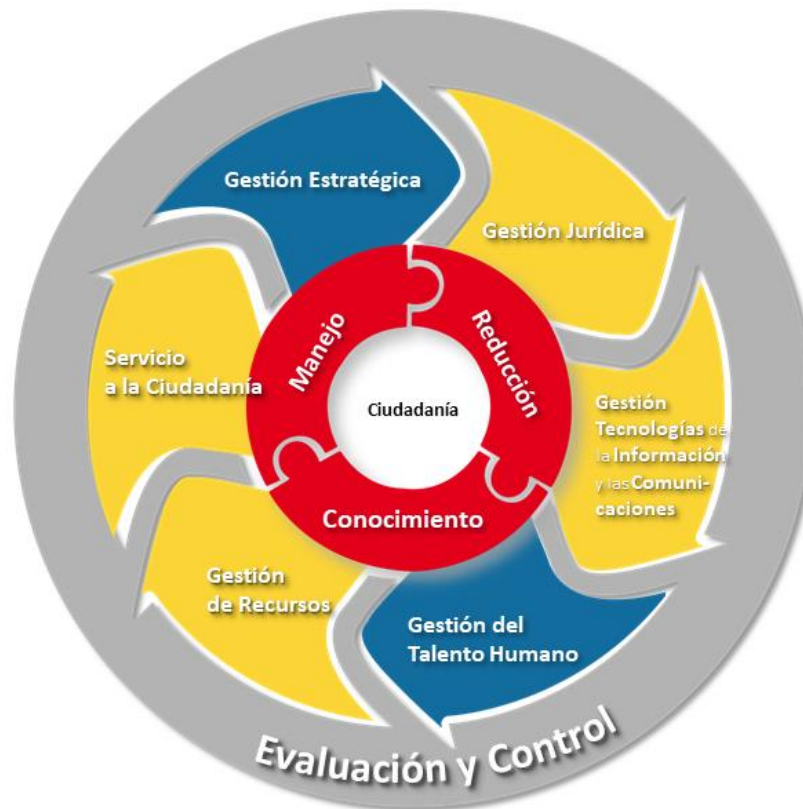 Gestión Estratégica
Gestión Jurídica
Servicio
a la Ciudadanía
Manejo
Reducción
Ciudadanía
Gestión
Tecnologías de
la Información
y las Comuni-
caciones
Conocimiento
Gestión
de Recursos
Gestión del
Talento Humano
Evaluación y Control